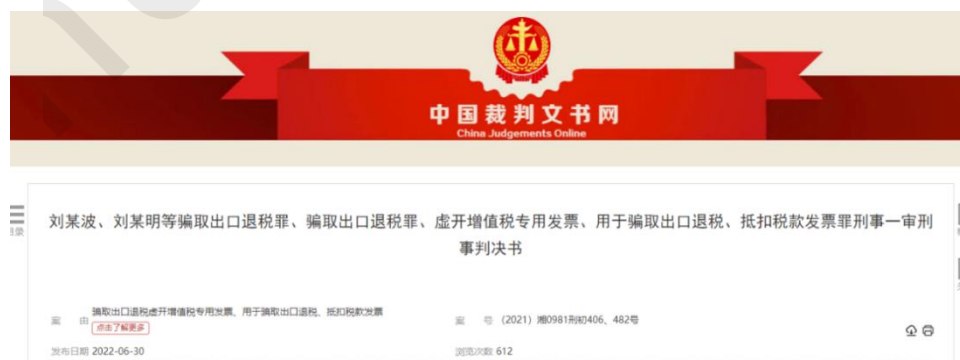 中国裁判文书网
China Judgements Online
刘某波、刘某明等骗取出口退税罪、骗取出口退税罪、虚开增值税专用发票、用于骗取出口退税、抵扣税款发票罪刑事一审刑
事判决书
目录
案 由 骗取出口退税虚开增值税专用发票、用于骗取出口退税、抵扣税款发票
点击了解更多
案 号 (2021) 湘0981刑初406、482号
发布日期 2022-06-30 浏览次数 612